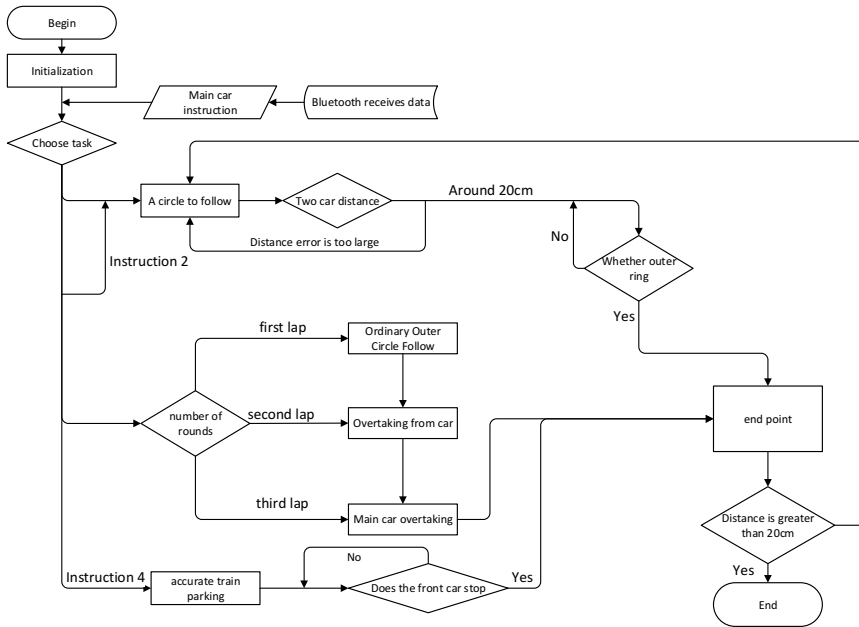 Begin
Initialization
Main car
instruction
Bluetooth receives data
Choose task
A circle to follow
Two car distance
Around 20cm
Distance error is too large
No
Instruction 2
Whether outer
ring
Yes
first lap
Ordinary Outer
Circle Follow
number of
rounds
second lap
Overtaking from car
end point
third lap
Main car overtaking
Distance is greater
than 20cm
No
Instruction 4
accurate train
parking
Does the front car stop
Yes
Yes
End